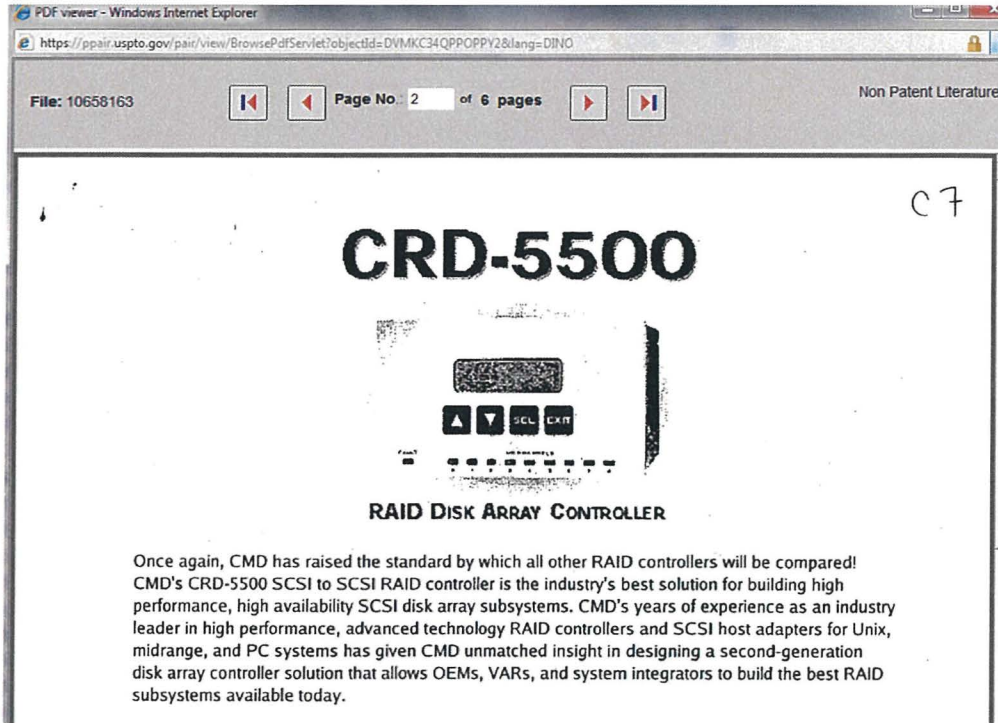 PDF viewer - Windows Internet Explorer
https://ppair.uspto.gov/pair/view/BrowsePdfServlet?objectId=DVMKC34QPPOPPY2&lang=DINO
File: 10658163 Page No.: 2 of 6 pages Non Patent Literature
C7
CRD-5500
SEL EXIT
RAID DISK ARRAY CONTROLLER
Once again, CMD has raised the standard by which all other RAID controllers will be compared!
CMD's CRD-5500 SCSI to SCSI RAID controller is the industry's best solution for building high
performance, high availability SCSI disk array subsystems. CMD's years of experience as an industry
leader in high performance, advanced technology RAID controllers and SCSI host adapters for Unix,
midrange, and PC systems has given CMD unmatched insight in designing a second-generation
disk array controller solution that allows OEMs, VARs, and system integrators to build the best RAID
subsystems available today.